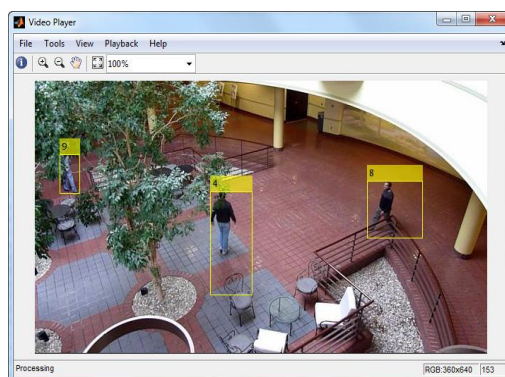 Video Player
File Tools View Playback Help
100%
9
4
8
Processing
RGB:360x640 153